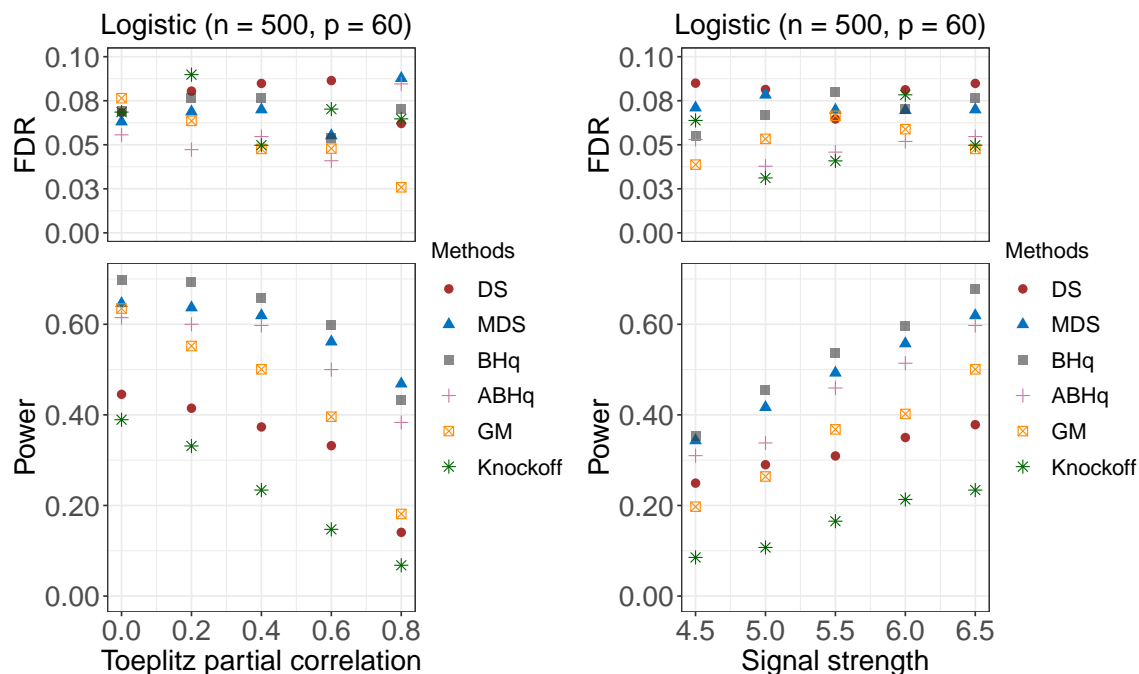 Logistic (n = 500, p = 60)
0.10
0.08
0.05
0.03
0.00
FDR
0.60
0.40
0.20
0.00
Power
0.0 0.2 0.4 0.6 0.8
Toeplitz partial correlation
Methods
DS
MDS
BHq
ABHq
GM
Knockoff
Logistic (n = 500, p = 60)
0.10
0.08
0.05
0.03
0.00
FDR
0.60
0.40
0.20
0.00
Power
4.5 5.0 5.5 6.0 6.5
Signal strength
Methods
DS
MDS
BHq
ABHq
GM
Knockoff